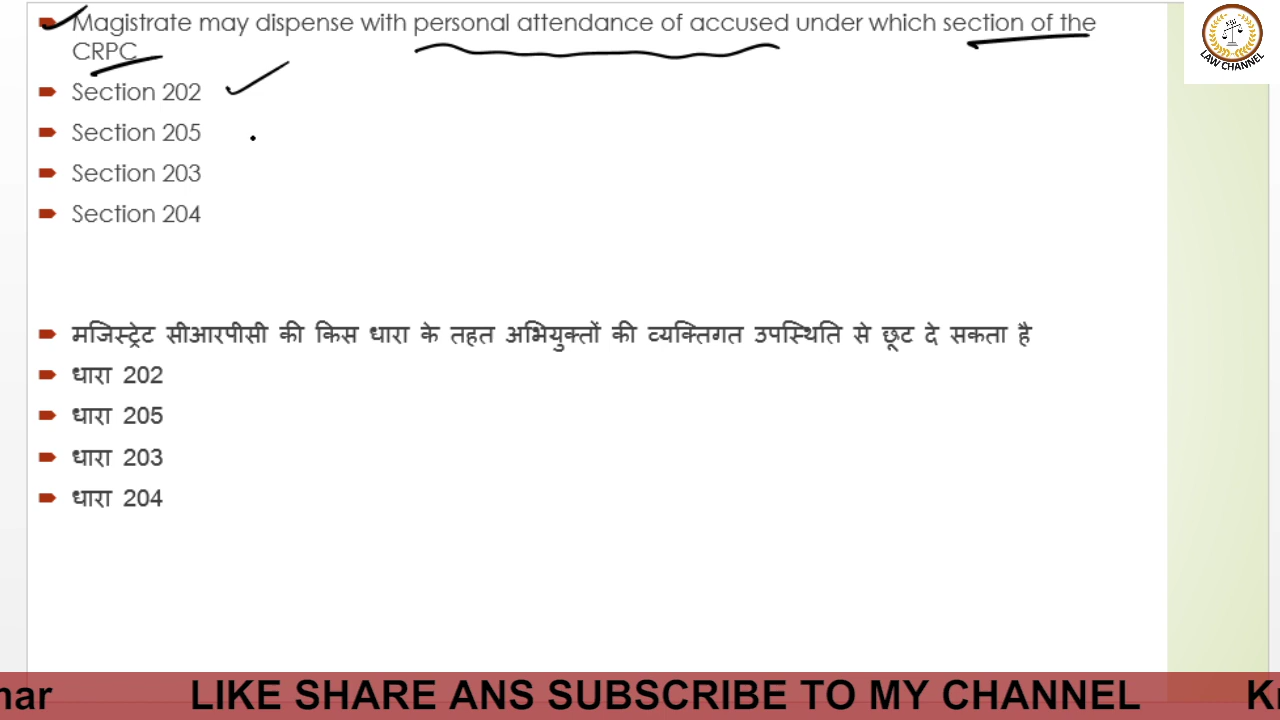 Magistrate may dispense with personal attendance of accused under which section of the
CRPC
Section 202
Section 205
Section 203
Section 204
मजिस्ट्रेट सीआरपीसी की किस धारा के तहत अभियुक्तों की व्यक्तिगत उपस्थिति से छूट दे सकता है
धारा 202
धारा 205
धारा 203
धारा 204
LAW CHANNEL
LIKE SHARE ANS SUBSCRIBE TO MY CHANNEL